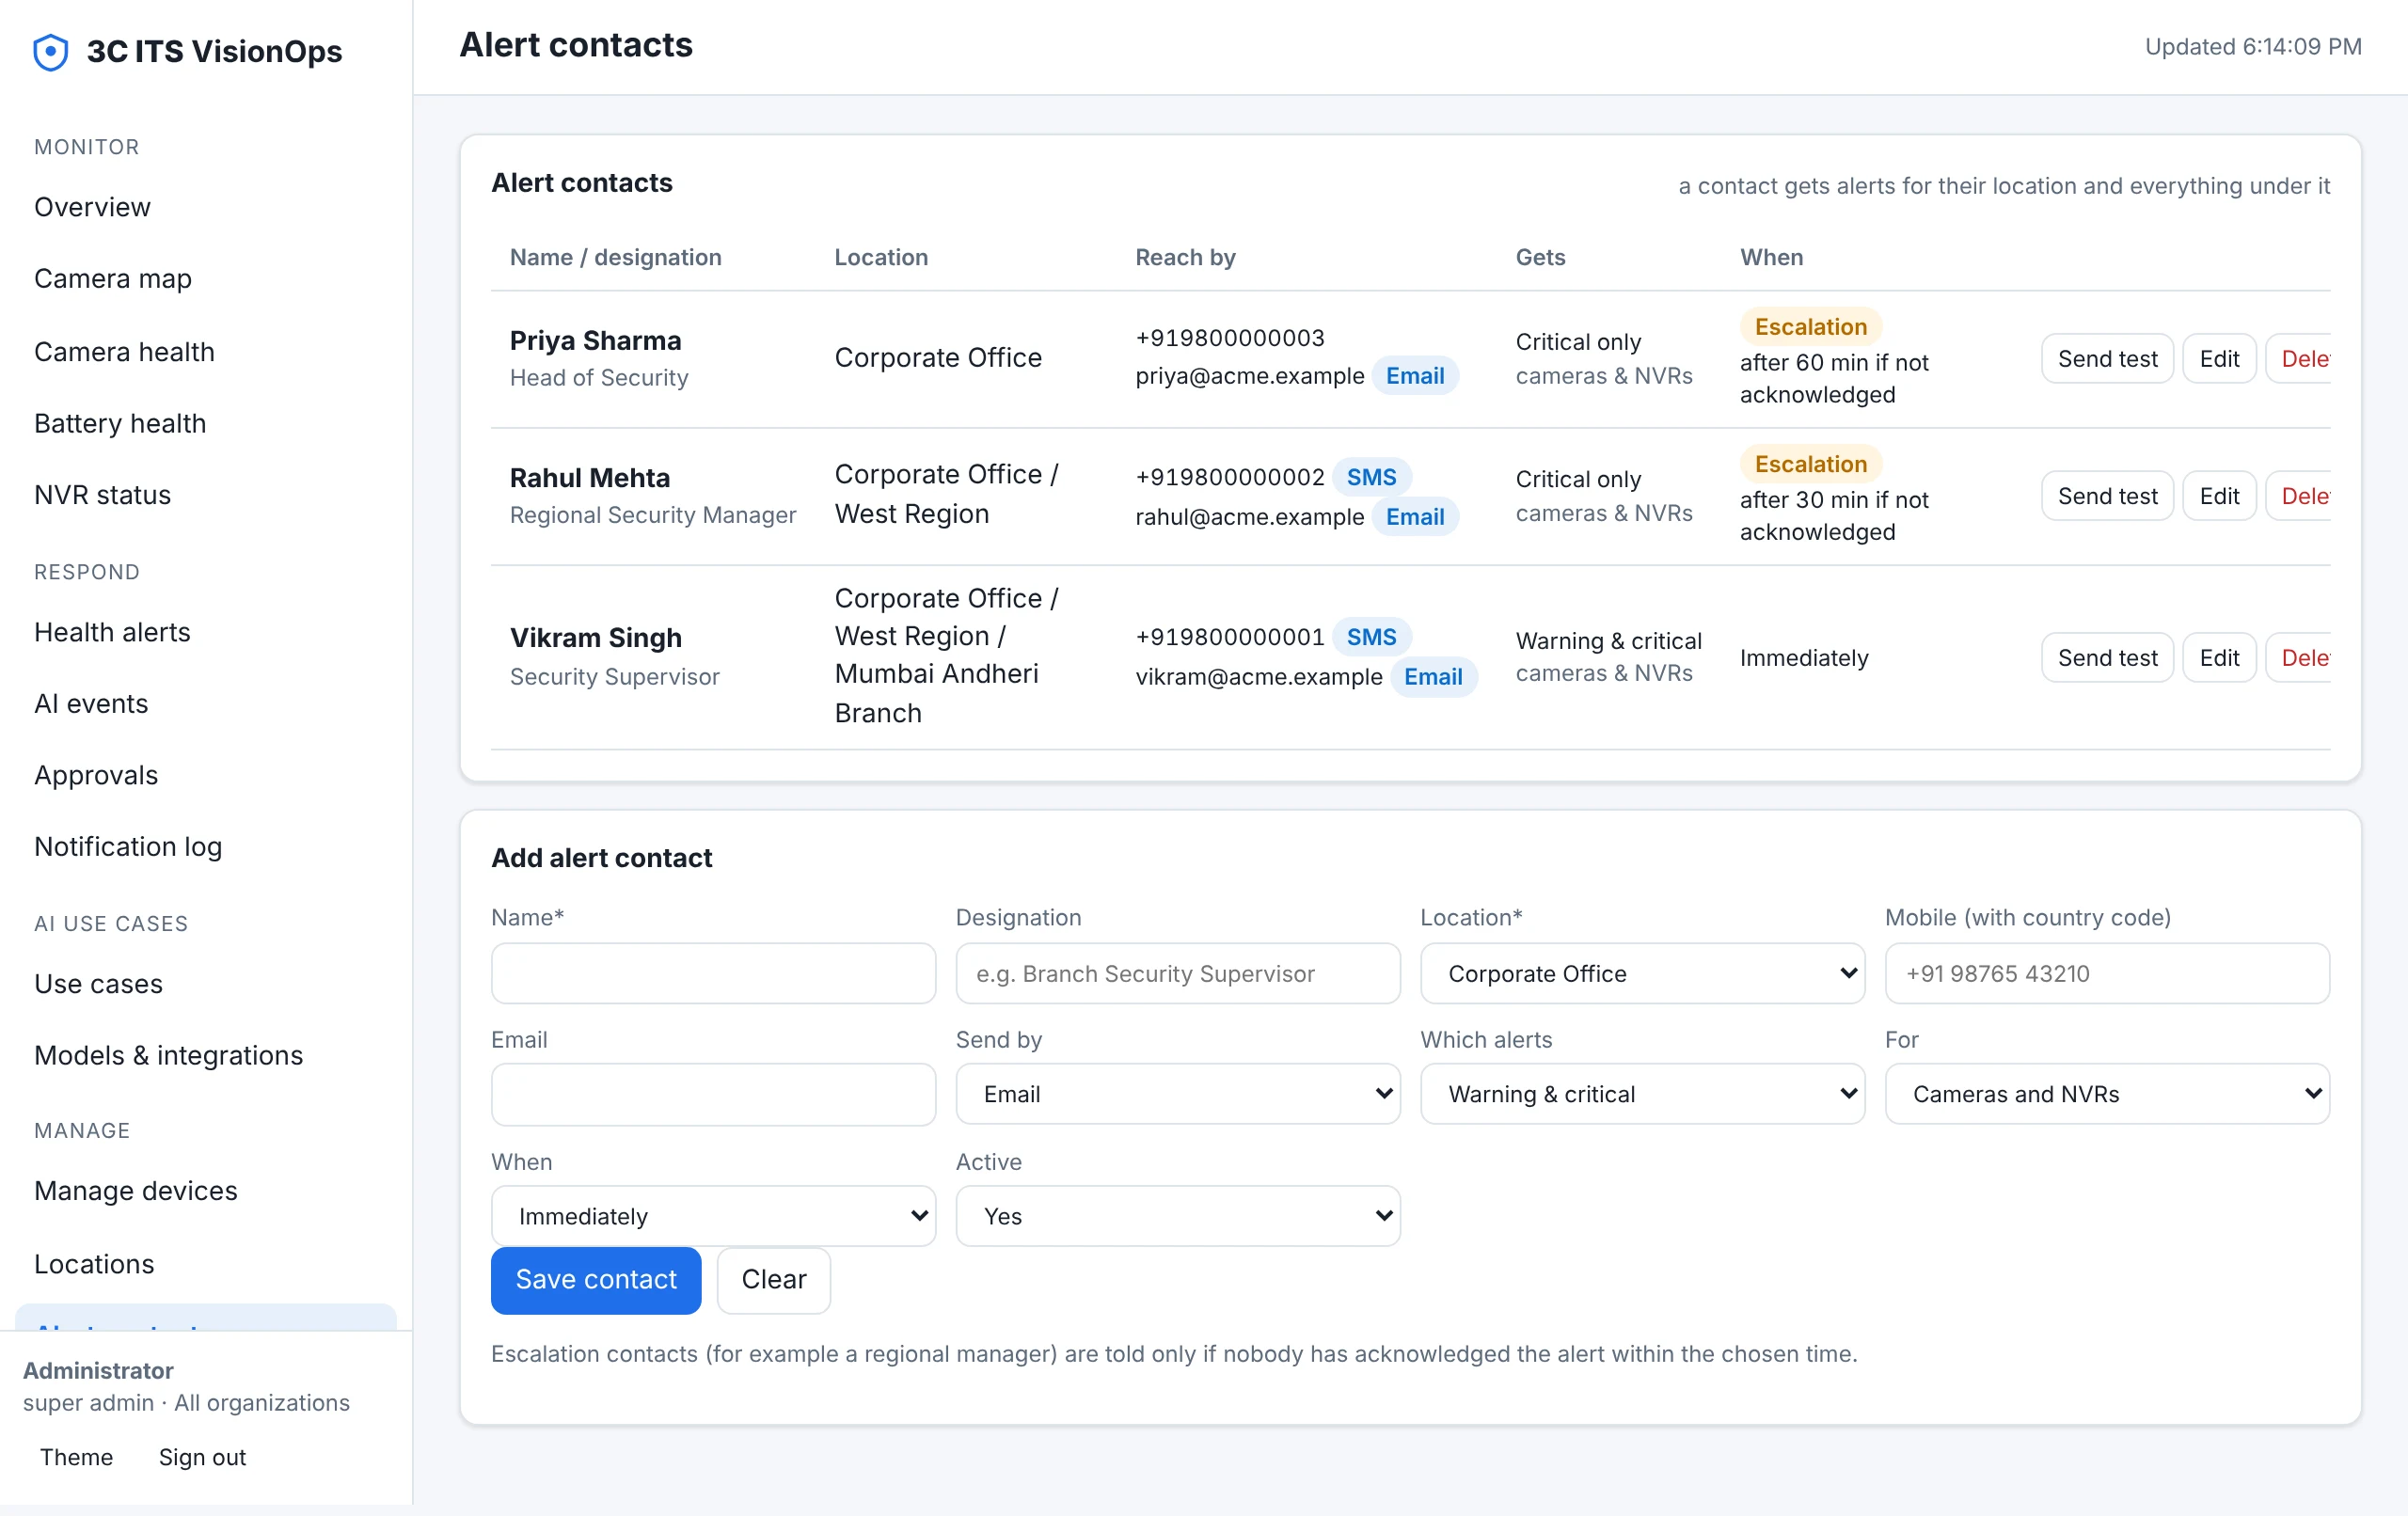 3C ITS VisionOps
MONITOR
Overview
Camera map
Camera health
Battery health
NVR status
RESPOND
Health alerts
AI events
Approvals
Notification log
AI USE CASES
Use cases
Models & integrations
MANAGE
Manage devices
Locations
Administrator
super admin · All organizations
Theme Sign out
Alert contacts
Updated 6:14:09 PM
Alert contacts
a contact gets alerts for their location and everything under it
Name / designation Location Reach by Gets When
Priya Sharma
Head of Security
Corporate Office
+919800000003
priya@acme.example Email
Critical only
cameras & NVRs
Escalation
after 60 min if not
acknowledged
Send test Edit Dele
Rahul Mehta
Regional Security Manager
Corporate Office /
West Region
+919800000002 SMS
rahul@acme.example Email
Critical only
cameras & NVRs
Escalation
after 30 min if not
acknowledged
Send test Edit Dele
Vikram Singh
Security Supervisor
Corporate Office /
West Region /
Mumbai Andheri
Branch
+919800000001 SMS
vikram@acme.example Email
Warning & critical
cameras & NVRs
Immediately
Send test Edit Dele
Add alert contact
Name* Designation Location* Mobile (with country code)
e.g. Branch Security Supervisor Corporate Office +91 98765 43210
Email Send by Which alerts For
Email Warning & critical Cameras and NVRs
When Active
Immediately Yes
Save contact Clear
Escalation contacts (for example a regional manager) are told only if nobody has acknowledged the alert within the chosen time.